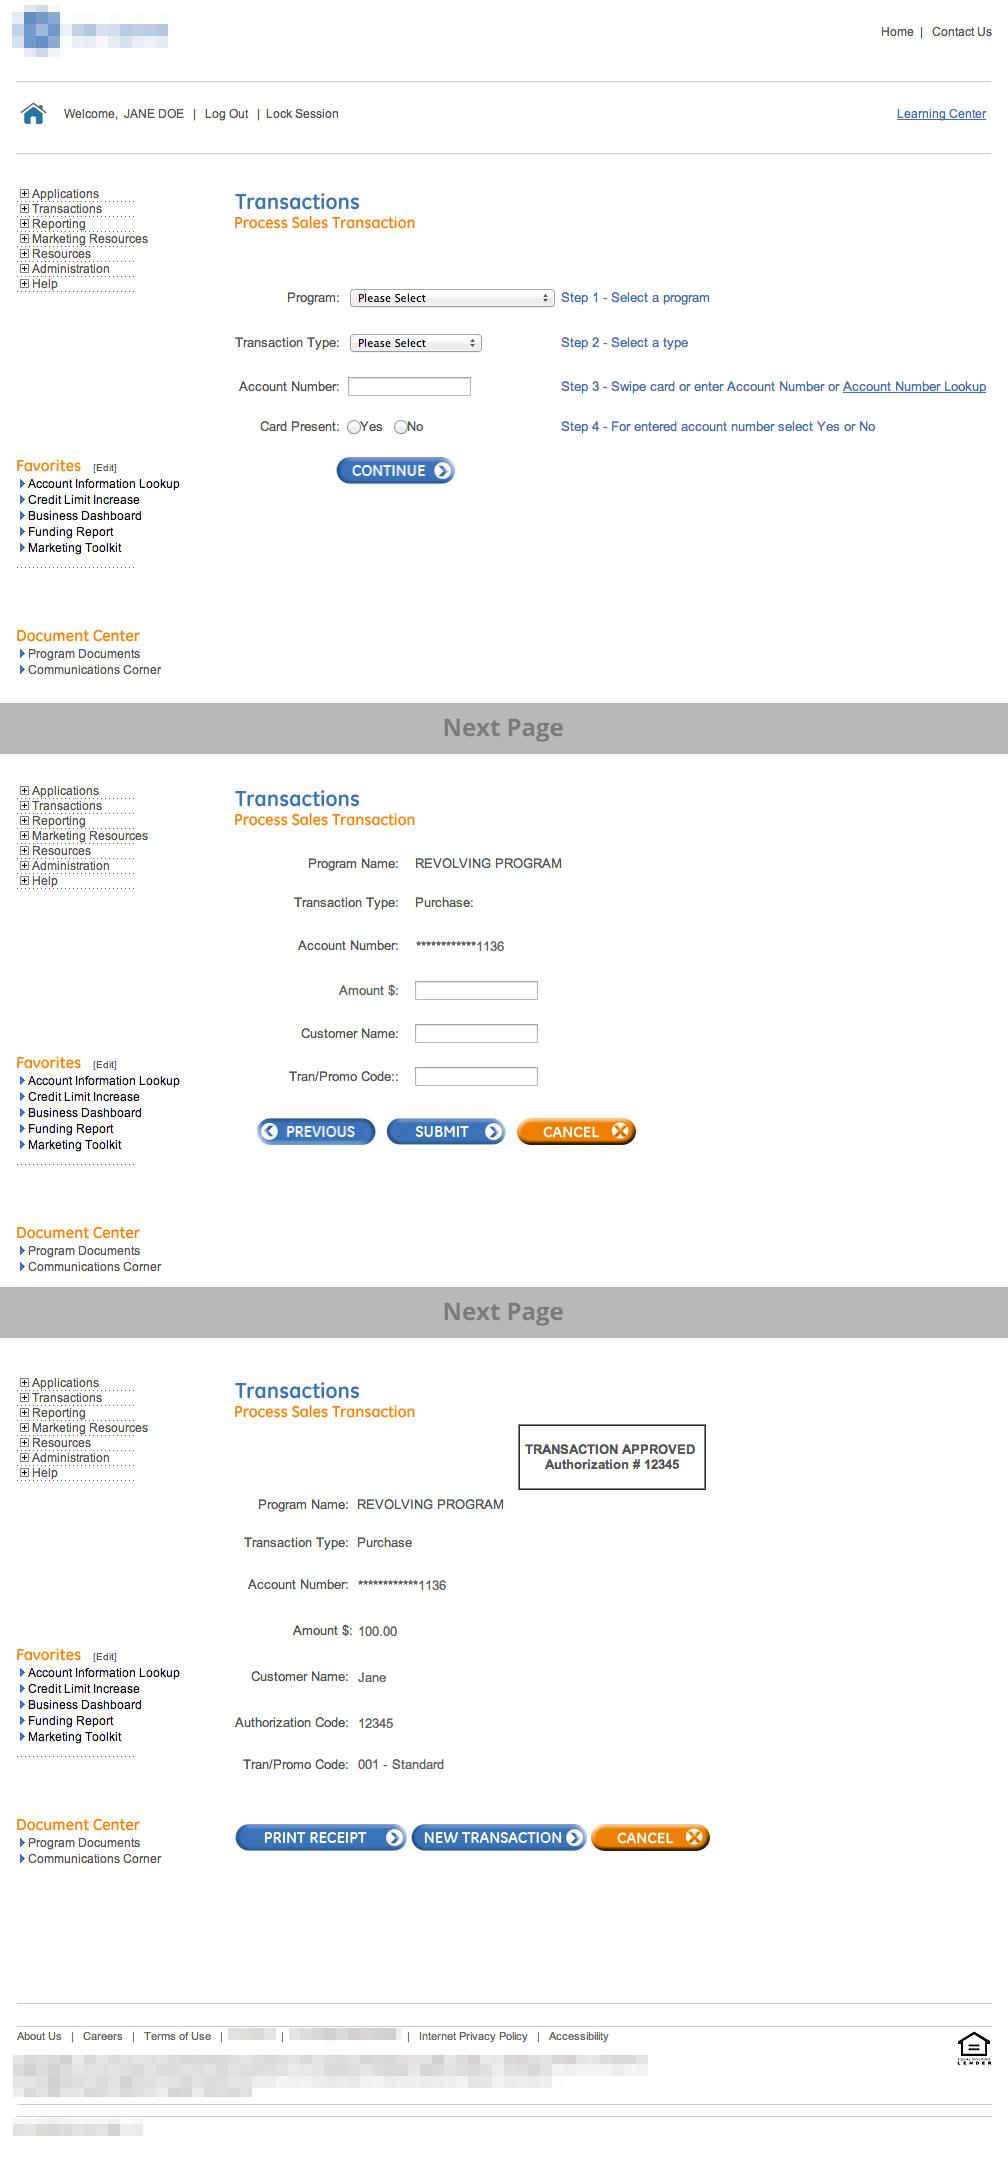 Home | Contact Us
Welcome, JANE DOE | Log Out | Lock Session
Learning Center
Applications
Transactions
Reporting
Marketing Resources
Resources
Administration
Help
Favorites [Edit]
Account Information Lookup
Credit Limit Increase
Business Dashboard
Funding Report
Marketing Toolkit
Document Center
Program Documents
Communications Corner
Transactions
Process Sales Transaction
Program: Please Select Step 1 - Select a program
Transaction Type: Please Select Step 2 - Select a type
Account Number: Step 3 - Swipe card or enter Account Number or Account Number Lookup
Card Present: Yes No Step 4 - For entered account number select Yes or No
CONTINUE
Next Page
Applications
Transactions
Reporting
Marketing Resources
Resources
Administration
Help
Favorites [Edit]
Account Information Lookup
Credit Limit Increase
Business Dashboard
Funding Report
Marketing Toolkit
Document Center
Program Documents
Communications Corner
Transactions
Process Sales Transaction
Program Name: REVOLVING PROGRAM
Transaction Type: Purchase:
Account Number: ************1136
Amount $:
Customer Name:
Tran/Promo Code::
PREVIOUS SUBMIT CANCEL
Next Page
Applications
Transactions
Reporting
Marketing Resources
Resources
Administration
Help
Favorites [Edit]
Account Information Lookup
Credit Limit Increase
Business Dashboard
Funding Report
Marketing Toolkit
Document Center
Program Documents
Communications Corner
Transactions
Process Sales Transaction
TRANSACTION APPROVED
Authorization # 12345
Program Name: REVOLVING PROGRAM
Transaction Type: Purchase
Account Number: ************1136
Amount $: 100.00
Customer Name: Jane
Authorization Code: 12345
Tran/Promo Code: 001 - Standard
PRINT RECEIPT NEW TRANSACTION CANCEL
About Us | Careers | Terms of Use | | | Internet Privacy Policy | Accessibility
EQUAL HOUSING
LENDER